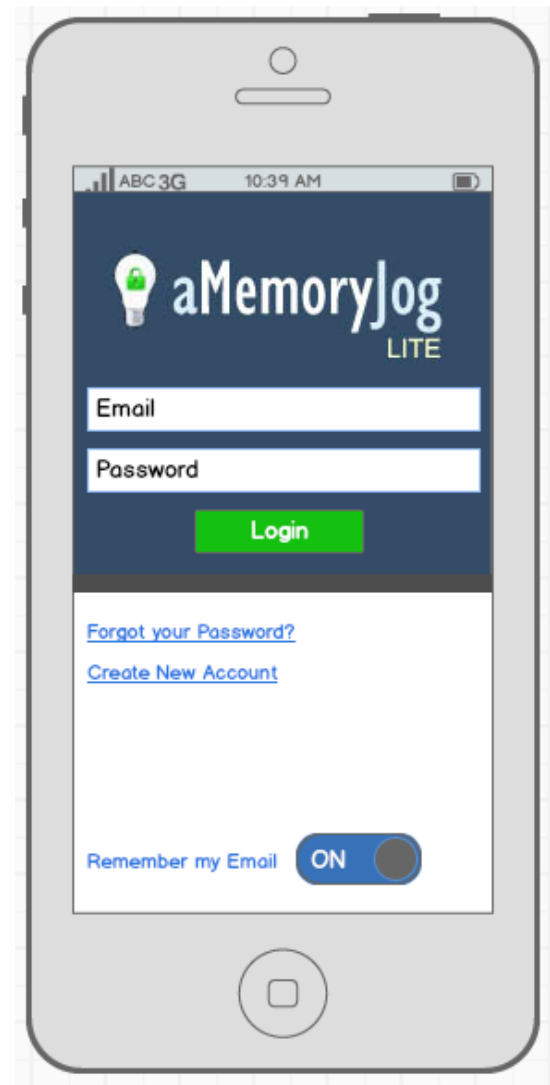 ABC 3G 10:39 AM
aMemoryJog
LITE
Email
Password
Login
Forgot your Password?
Create New Account
Remember my Email ON